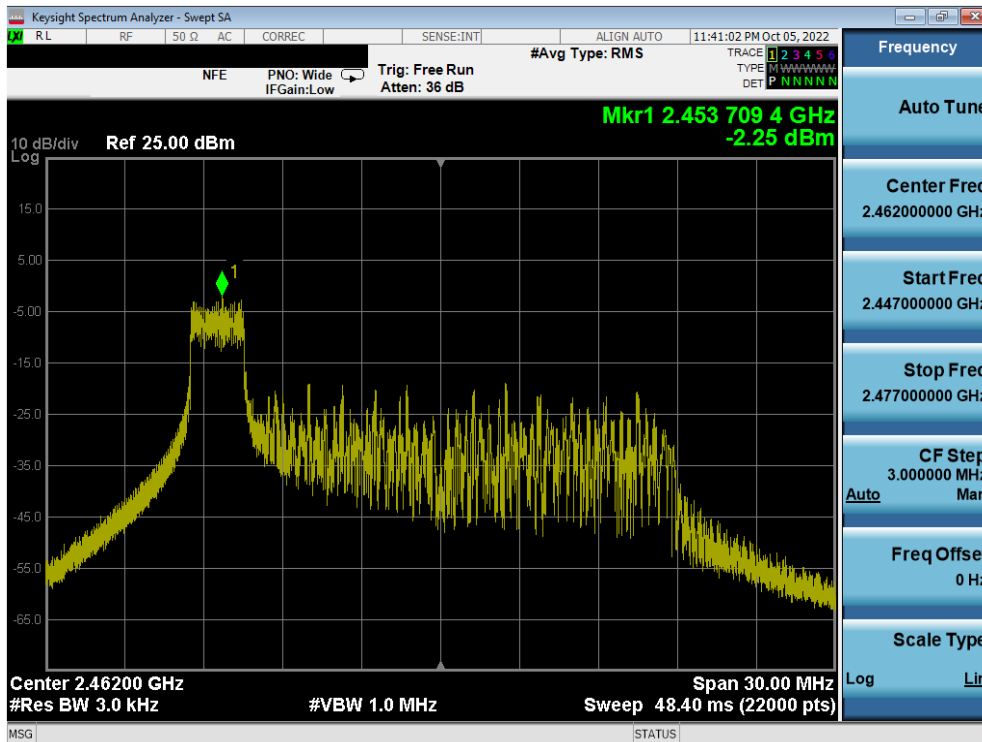 Keysight Spectrum Analyzer - Swept SA
LXI RL RF 50 Ω AC CORREC SENSE:INT ALIGN AUTO 11:41:02 PM Oct 05, 2022
#Avg Type: RMS
TRACE 1 2 3 4 5 6
TYPE M W W W W W
DET P N N N N N
NFE
PNO: Wide
IFGain:Low
Trig: Free Run
Atten: 36 dB
Mkr1 2.453 709 4 GHz
-2.25 dBm
10 dB/div Ref 25.00 dBm
Log
15.0
5.00
-5.00
-15.0
-25.0
-35.0
-45.0
-55.0
-65.0
1
Center 2.46200 GHz Span 30.00 MHz
#Res BW 3.0 kHz #VBW 1.0 MHz Sweep 48.40 ms (22000 pts)
MSG STATUS
Frequency
Auto Tune
Center Freq
2.462000000 GHz
Start Freq
2.447000000 GHz
Stop Freq
2.477000000 GHz
CF Step
3.000000 MHz
Auto Man
Freq Offset
0 Hz
Scale Type
Log Lin